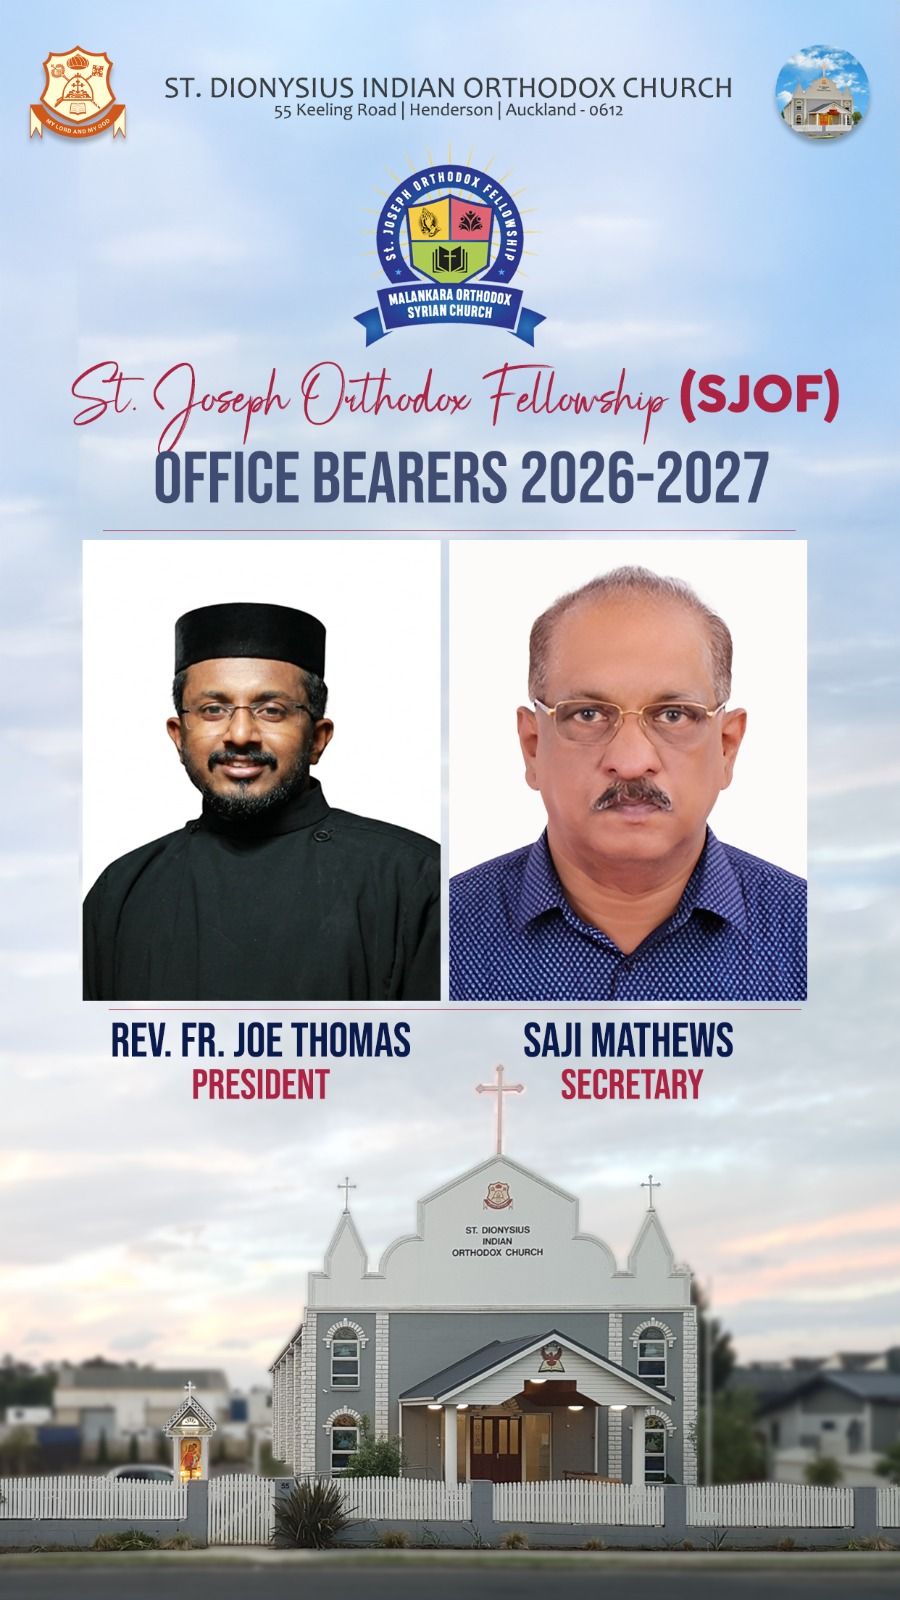 ST. DIONYSIUS INDIAN ORTHODOX CHURCH
55 Keeling Road | Henderson | Auckland - 0612
MY LORD AND MY GOD
St. JOSEPH ORTHODOX FELLOWSHIP
MALANKARA ORTHODOX
SYRIAN CHURCH
St. Joseph Orthodox Fellowship (SJOF)
OFFICE BEARERS 2026-2027
REV. FR. JOE THOMAS
PRESIDENT
SAJI MATHEWS
SECRETARY
ST. DIONYSIUS
INDIAN
ORTHODOX CHURCH
55